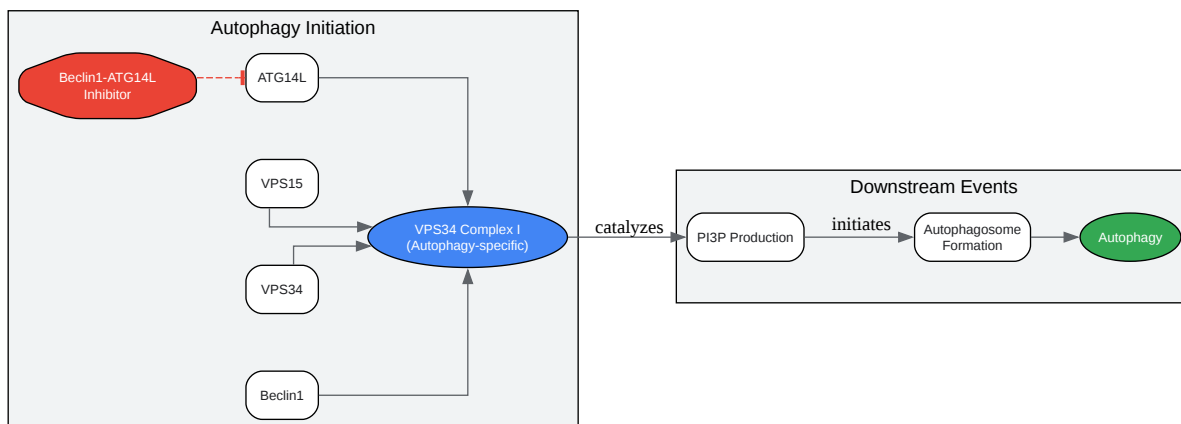 Autophagy Initiation
Beclin1-ATG14L
Inhibitor
ATG14L
VPS15
VPS34
Beclin1
VPS34 Complex I
(Autophagy-specific)
catalyzes
Downstream Events
PI3P Production
initiates
Autophagosome
Formation
Autophagy